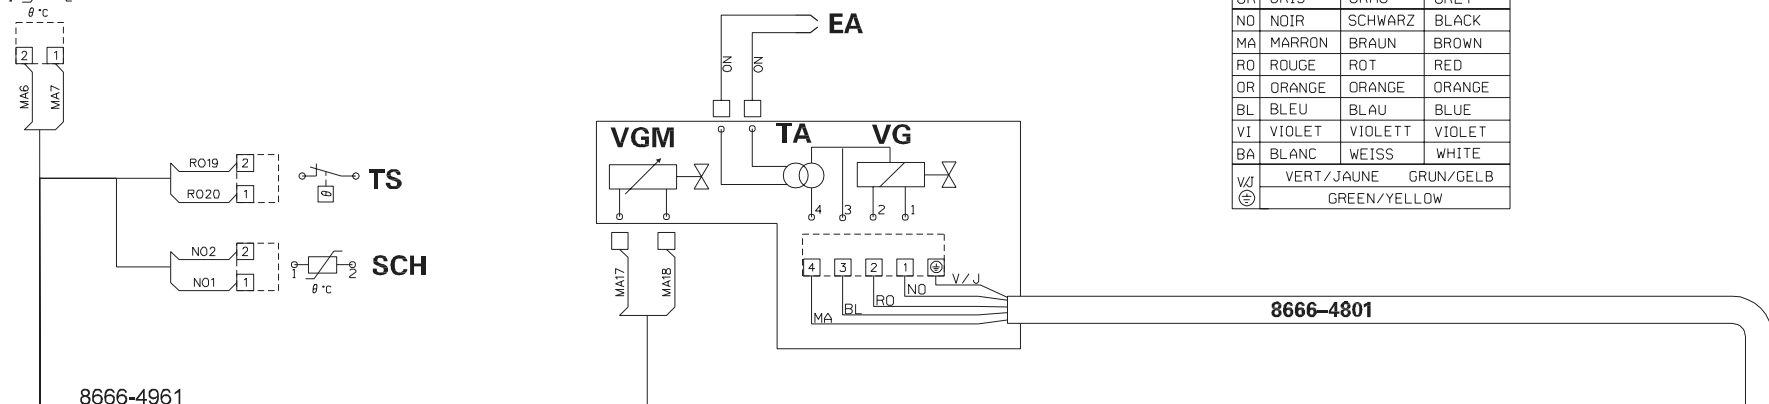 θ °C
2 1
MA6 MA7
RO19 2
RO20 1
TS
θ
NO2 2
NO1 1
SCH
1 2
θ °C
8666-4961
EA
NO NO
VGM TA VG
4 3 2 1
4 3 2 1
V/J
NO
RO
BL
MA
MA17 MA18
8666–4801
NO NOIR SCHWARZ BLACK
MA MARRON BRAUN BROWN
RO ROUGE ROT RED
OR ORANGE ORANGE ORANGE
BL BLEU BLAU BLUE
VI VIOLET VIOLETT VIOLET
BA BLANC WEISS WHITE
V/J VERT/JAUNE GRUN/GELB
GREEN/YELLOW